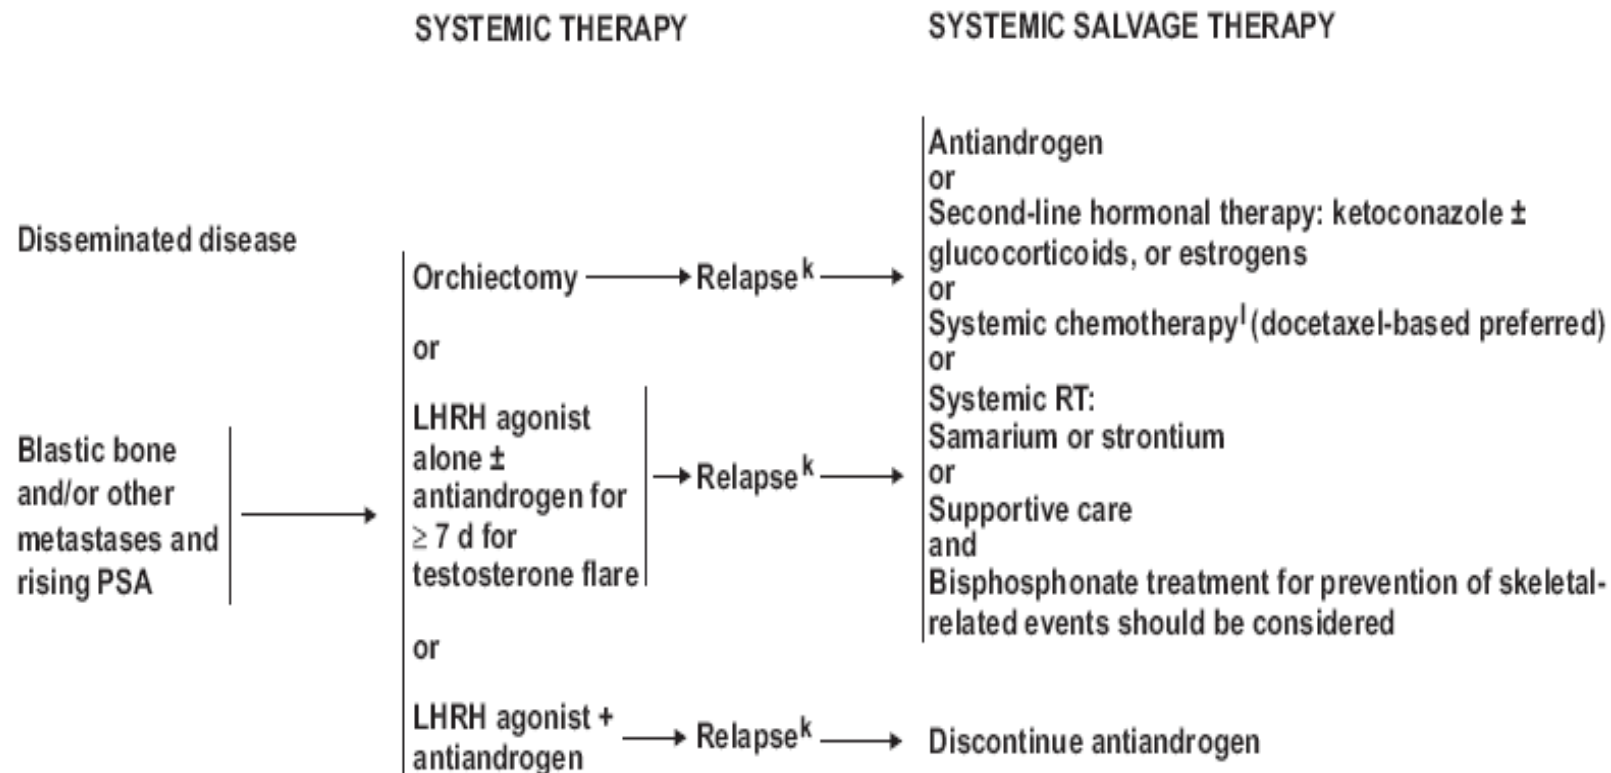 SYSTEMIC THERAPY
SYSTEMIC SALVAGE THERAPY
Disseminated disease
Blastic bone
and/or other
metastases and
rising PSA
Orchiectomy
Relapse k
or
LHRH agonist
alone ±
antiandrogen for
≥ 7 d for
testosterone flare
Relapse k
or
LHRH agonist +
antiandrogen
Relapse k
Antiandrogen
or
Second-line hormonal therapy: ketoconazole ±
glucocorticoids, or estrogens
or
Systemic chemotherapy l (docetaxel-based preferred)
or
Systemic RT:
Samarium or strontium
or
Supportive care
and
Bisphosphonate treatment for prevention of skeletal-
related events should be considered
Discontinue antiandrogen